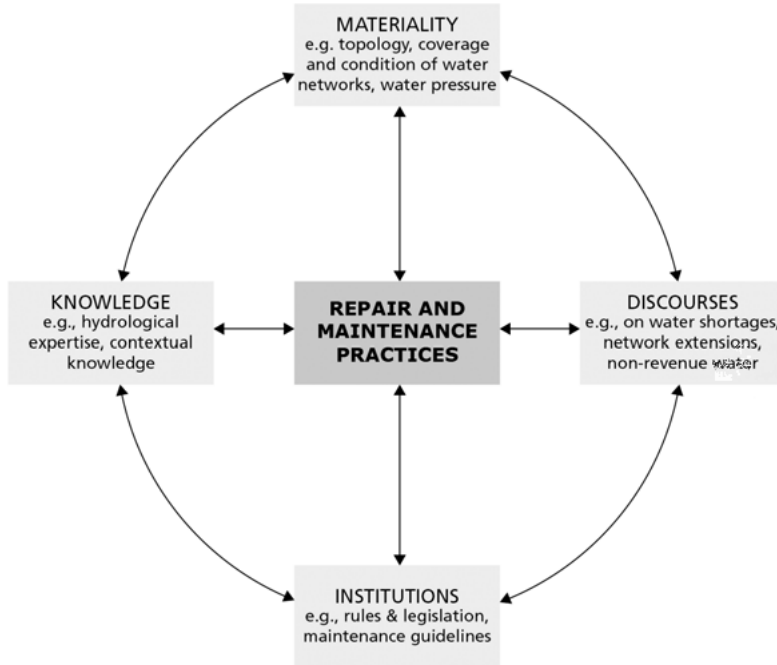 MATERIALITY
e.g. topology, coverage
and condition of water
networks, water pressure
KNOWLEDGE
e.g., hydrological
expertise, contextual
knowledge
REPAIR AND
MAINTENANCE
PRACTICES
DISCOURSES
e.g., on water shortages,
network extensions,
non-revenue water
INSTITUTIONS
e.g., rules & legislation,
maintenance guidelines